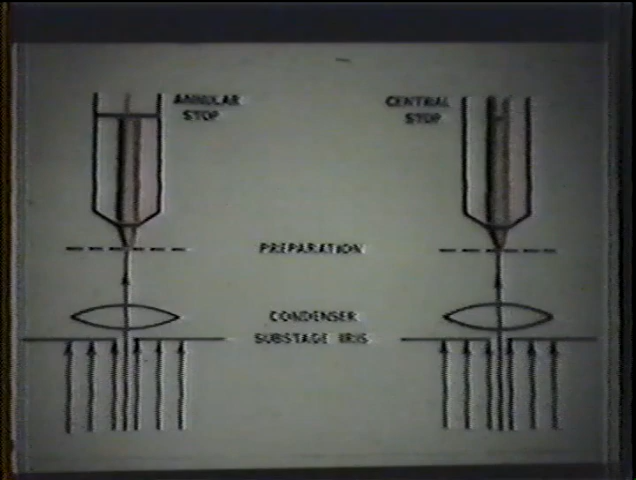 ANNULAR
STOP
CENTRAL
STOP
PREPARATION
CONDENSER
SUBSTAGE IRIS